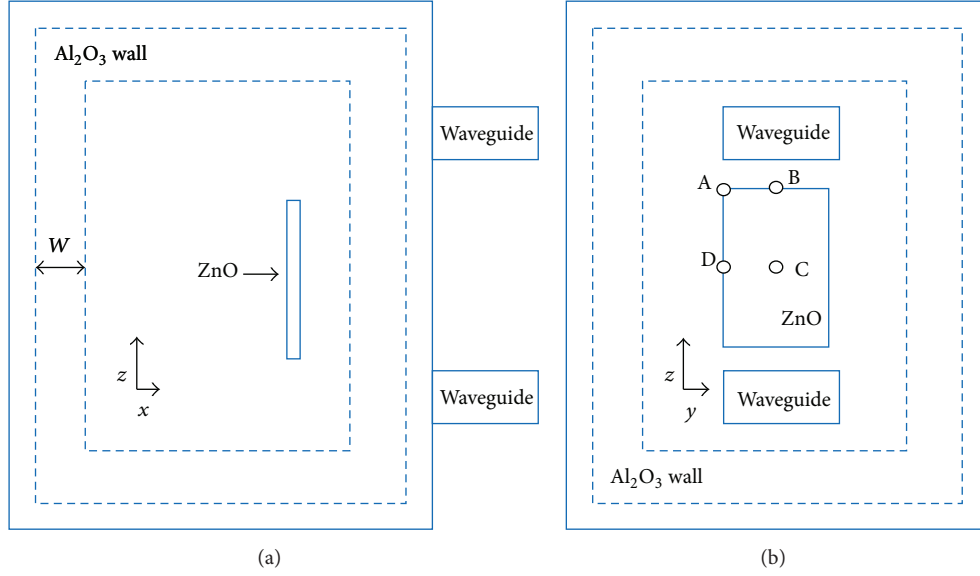 Al₂O₃ wall
Waveguide
W
ZnO
z
x
Waveguide
(a)
Waveguide
A
B
D
C
ZnO
z
y
Waveguide
Al₂O₃ wall
(b)